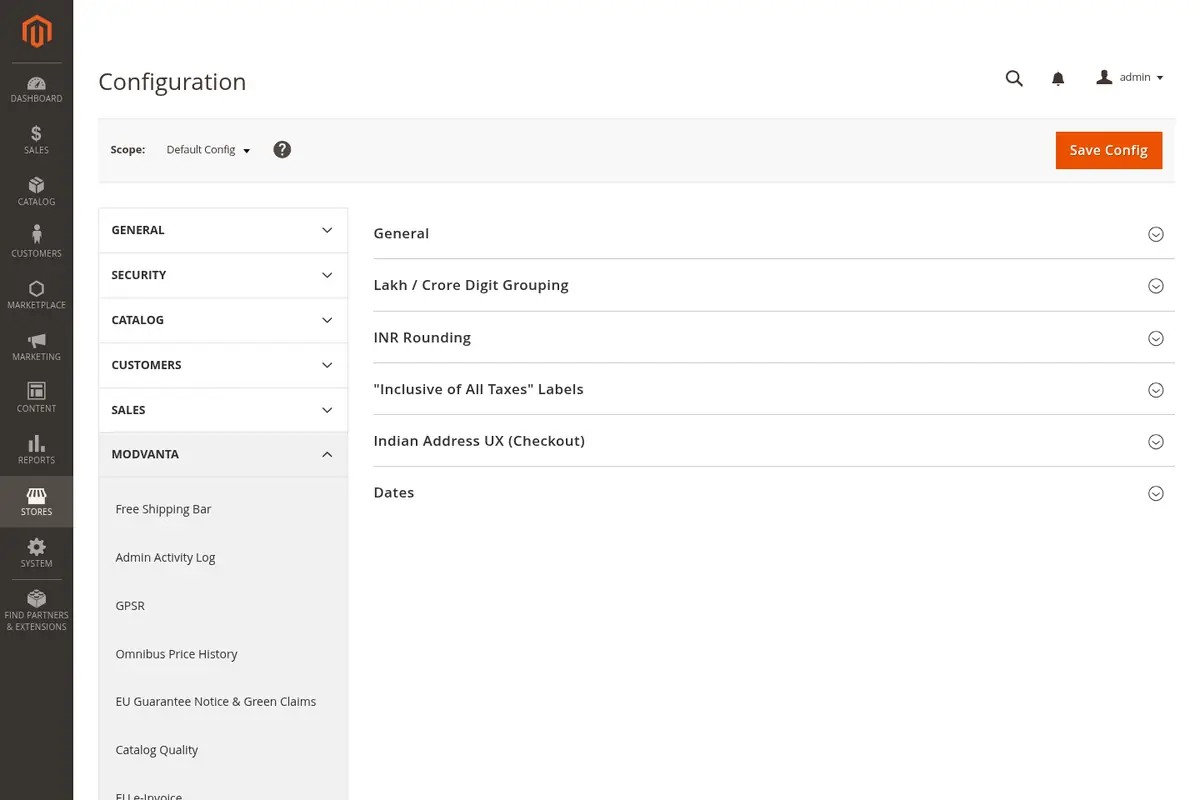 Configuration
admin
DASHBOARD
SALES
CATALOG
CUSTOMERS
MARKETPLACE
MARKETING
CONTENT
REPORTS
STORES
SYSTEM
FIND PARTNERS
& EXTENSIONS
Scope: Default Config ?
Save Config
GENERAL
SECURITY
CATALOG
CUSTOMERS
SALES
MODVANTA
Free Shipping Bar
Admin Activity Log
GPSR
Omnibus Price History
EU Guarantee Notice & Green Claims
Catalog Quality
EU e-Invoice
General
Lakh / Crore Digit Grouping
INR Rounding
"Inclusive of All Taxes" Labels
Indian Address UX (Checkout)
Dates